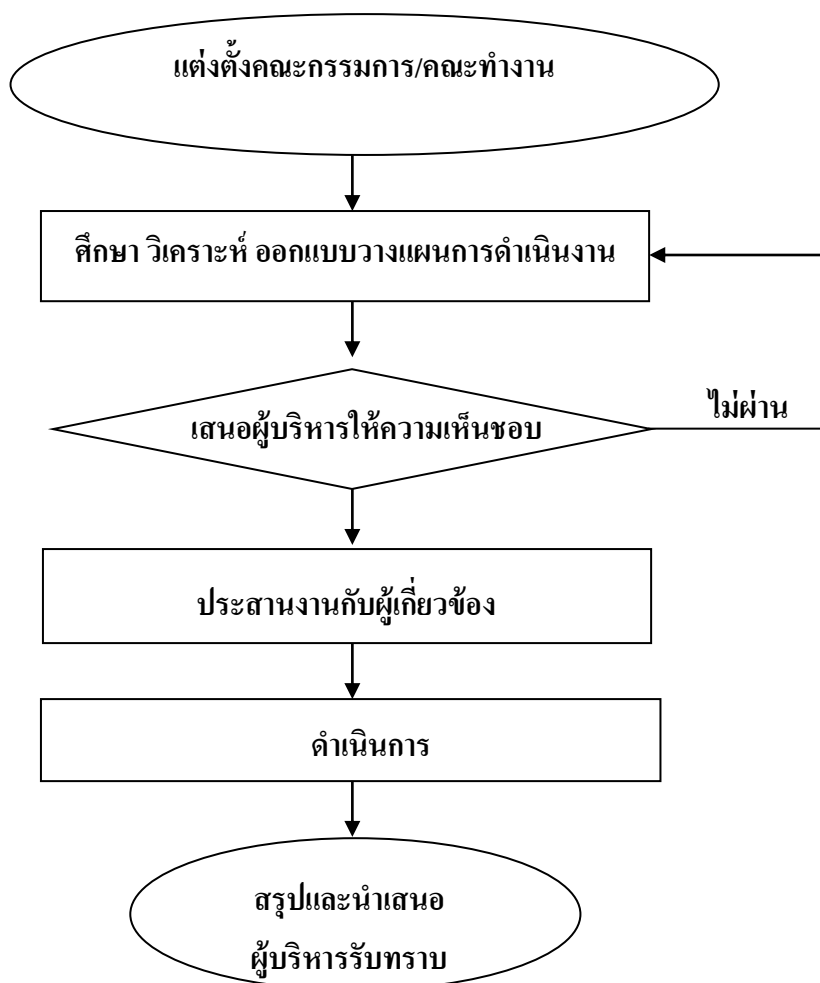 แต่งตั้งคณะกรรมการ/คณะทำงาน
ศึกษา วิเคราะห์ ออกแบบวางแผนการดำเนินงาน
เสนอผู้บริหารให้ความเห็นชอบ
ไม่ผ่าน
ประสานงานกับผู้เกี่ยวข้อง
ดำเนินการ
สรุปและนำเสนอ
ผู้บริหารรับทราบ